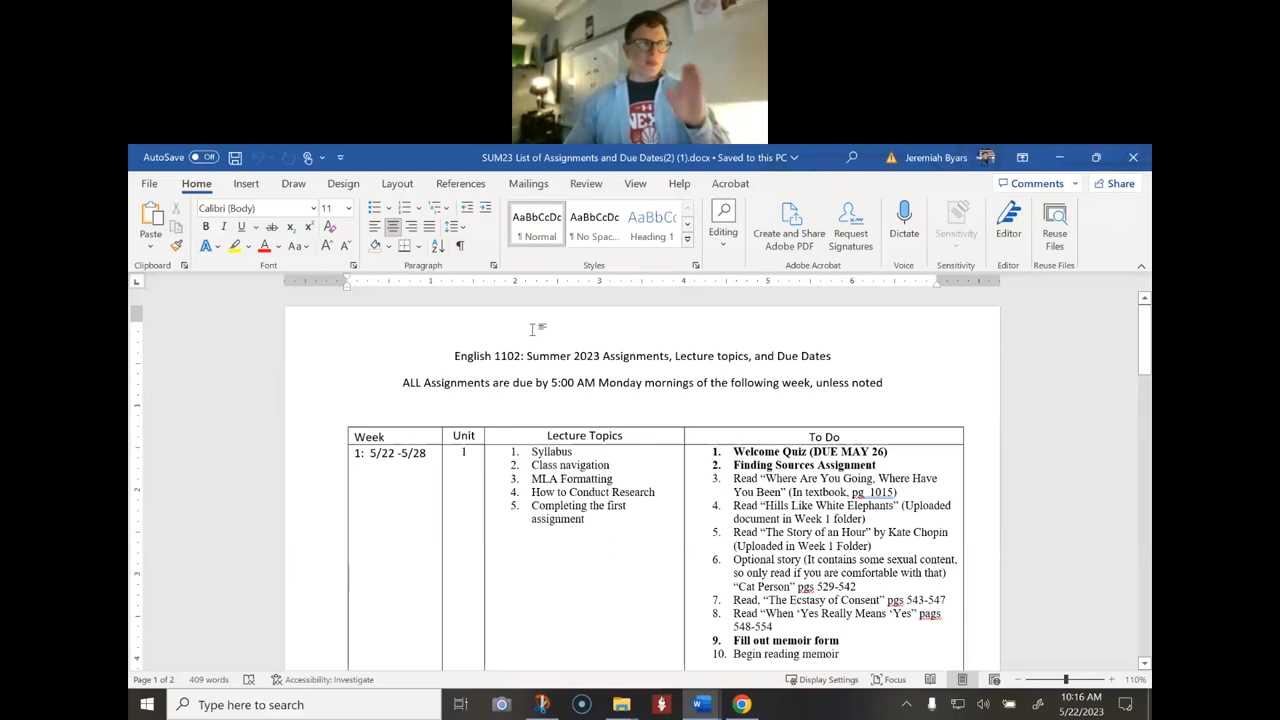 NEX
AutoSave Off
SUM23 List of Assignments and Due Dates(2) (1).docx • Saved to this PC
Jeremiah Byars
File Home Insert Draw Design Layout References Mailings Review View Help Acrobat
Comments Share
Paste
Calibri (Body) 11
B I U ab x₂ x²
A A Aa A A
AaBbCcDc AaBbCcDc AaBbCc
¶ Normal ¶ No Spac... Heading 1
Editing
Create and Share Adobe PDF
Request Signatures
Dictate
Sensitivity
Editor
Reuse Files
Clipboard Font Paragraph Styles Adobe Acrobat Voice Sensitivity Editor Reuse Files
1 2 3 4 5 6
English 1102: Summer 2023 Assignments, Lecture topics, and Due Dates
ALL Assignments are due by 5:00 AM Monday mornings of the following week, unless noted
Week Unit Lecture Topics To Do
1: 5/22 -5/28
1
1. Syllabus
2. Class navigation
3. MLA Formatting
4. How to Conduct Research
5. Completing the first
assignment
1. Welcome Quiz (DUE MAY 26)
2. Finding Sources Assignment
3. Read “Where Are You Going, Where Have
You Been” (In textbook, pg 1015)
4. Read “Hills Like White Elephants” (Uploaded
document in Week 1 folder)
5. Read “The Story of an Hour” by Kate Chopin
(Uploaded in Week 1 Folder)
6. Optional story (It contains some sexual content,
so only read if you are comfortable with that)
“Cat Person” pgs 529-542
7. Read, “The Ecstasy of Consent” pgs 543-547
8. Read “When ‘Yes Really Means ‘Yes” pags
548-554
9. Fill out memoir form
10. Begin reading memoir
Page 1 of 2 409 words Accessibility: Investigate
Display Settings Focus 110%
Type here to search
10:16 AM
5/22/2023